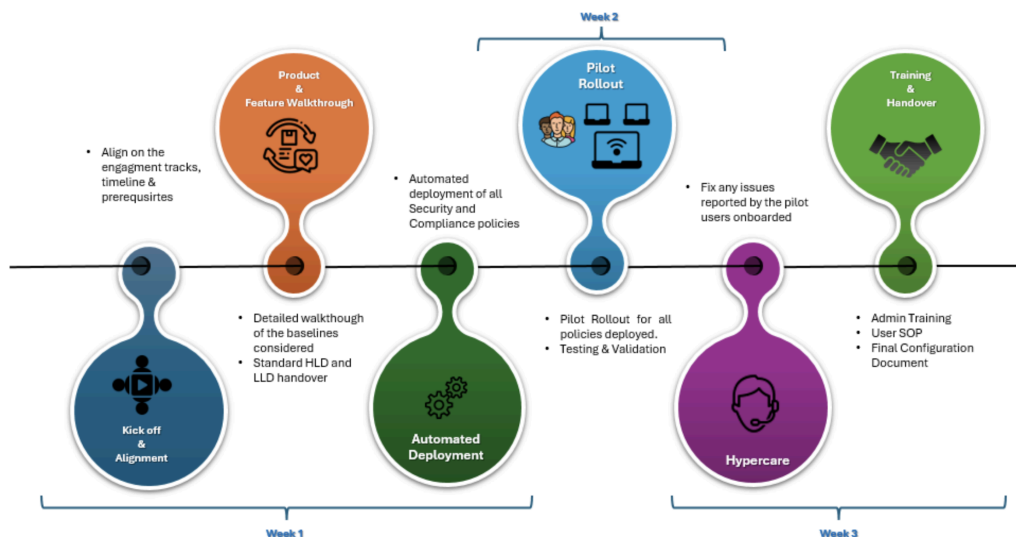 Week 2
Product
&
Feature Walkthrough
Pilot
Rollout
Training
&
Handover
• Align on the
engagment tracks,
timeline &
prerequsirtes
• Automated
deployment of all
Security and
Compliance policies
• Fix any issues
reported by the pilot
users onboarded
• Detailed walkthough
of the baselines
considered
• Standard HLD and
LLD handover
• Pilot Rollout for all
policies deployed.
• Testing & Validation
• Admin Training
• User SOP
• Final Configuration
Document
Kick off
&
Alignment
Automated
Deployment
Hypercare
Week 1
Week 3